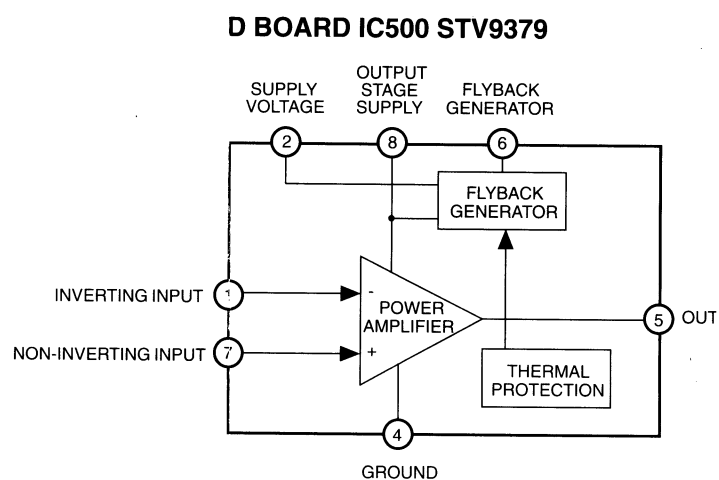 D BOARD IC500 STV9379
SUPPLY
VOLTAGE
OUTPUT
STAGE
SUPPLY
FLYBACK
GENERATOR
2
8
6
FLYBACK
GENERATOR
INVERTING INPUT
1
-
POWER
AMPLIFIER
5
OUT
NON-INVERTING INPUT
7
+
THERMAL
PROTECTION
4
GROUND